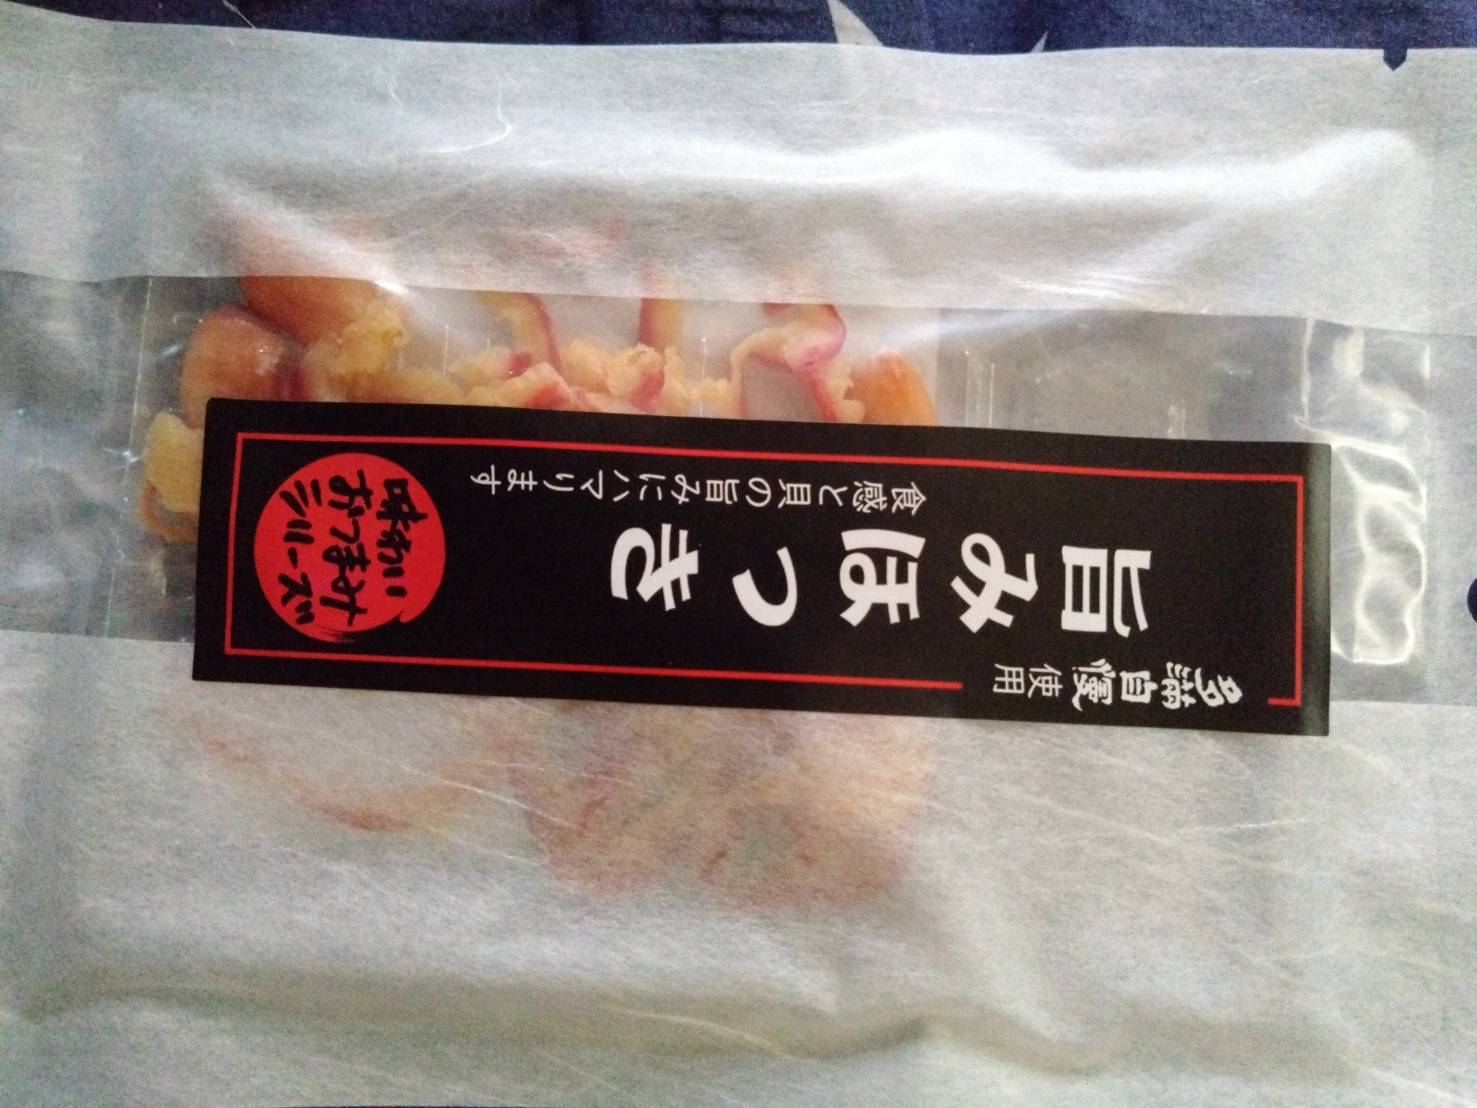 多満自慢使用
旨みほっき
食感と貝の旨みにハマります
味わい
おつまみ
シリーズ